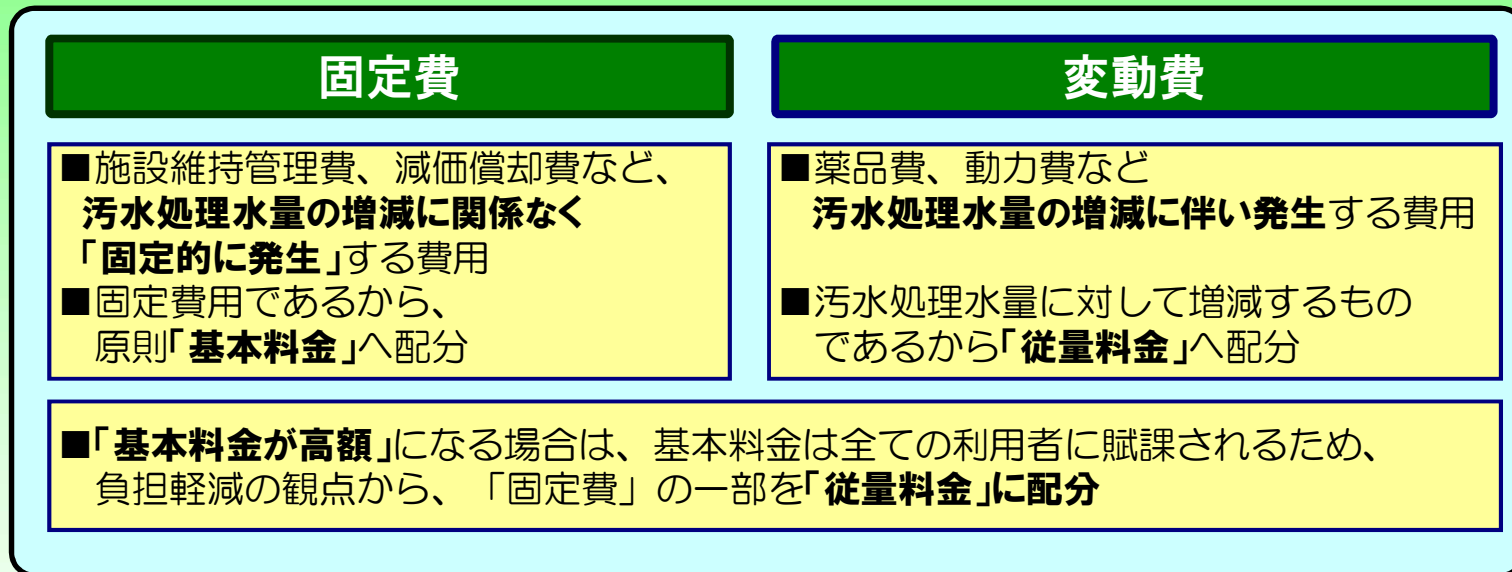 固定費
■施設維持管理費、減価償却費など、
汚水処理水量の増減に関係なく
「固定的に発生」する費用
■固定費用であるから、
原則「基本料金」へ配分
変動費
■薬品費、動力費など
汚水処理水量の増減に伴い発生する費用
■汚水処理水量に対して増減するもの
であるから「従量料金」へ配分
■「基本料金が高額」になる場合は、基本料金は全ての利用者に賦課されるため、
負担軽減の観点から、「固定費」の一部を「従量料金」に配分